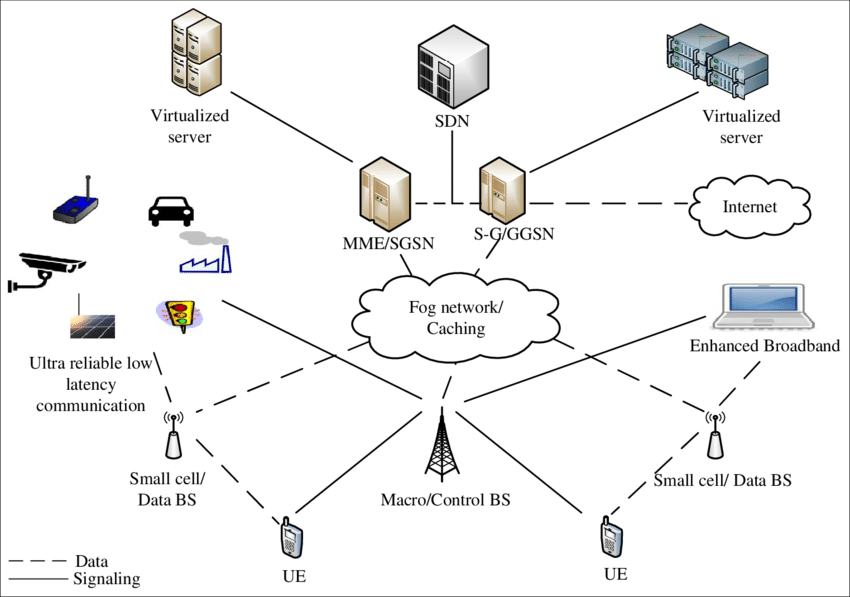 Virtualized
server
SDN
Virtualized
server
MME/SGSN
S-G/GGSN
Internet
Fog network/
Caching
Enhanced Broadband
Ultra reliable low
latency
communication
Small cell/
Data BS
Macro/Control BS
Small cell/ Data BS
UE
UE
Data
Signaling